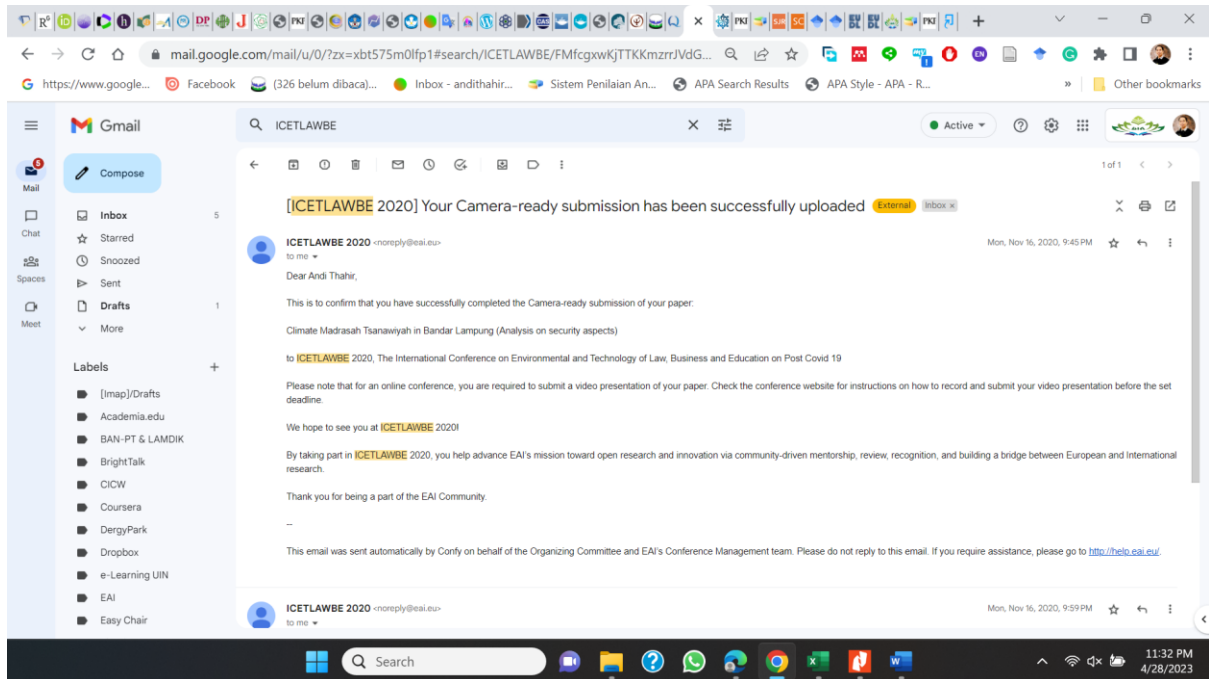 mail.google.com/mail/u/0/?zx=xbt575m0lfp1#search/ICETLAWBE/FMfcgxwKjTTKKmzrrJVdG...
https://www.google... Facebook (326 belum dibaca)... Inbox - andithahir... Sistem Penilaian An... APA Search Results APA Style - APA - R... » Other bookmarks
Gmail
ICETLAWBE
Active
Compose
1 of 1
5
Mail
Chat
Spaces
Meet
Inbox 5
Starred
Snoozed
Sent
Drafts 1
More
Labels
[Imap]/Drafts
Academia.edu
BAN-PT & LAMDIK
BrightTalk
CICW
Coursera
DergyPark
Dropbox
e-Learning UIN
EAI
Easy Chair
[ICETLAWBE 2020] Your Camera-ready submission has been successfully uploaded External Inbox x
ICETLAWBE 2020 <noreply@eai.eu> Mon, Nov 16, 2020, 9:45 PM
to me
Dear Andi Thahir,
This is to confirm that you have successfully completed the Camera-ready submission of your paper:
Climate Madrasah Tsanawiyah in Bandar Lampung (Analysis on security aspects)
to ICETLAWBE 2020, The International Conference on Environmental and Technology of Law, Business and Education on Post Covid 19
Please note that for an online conference, you are required to submit a video presentation of your paper. Check the conference website for instructions on how to record and submit your video presentation before the set
deadline.
We hope to see you at ICETLAWBE 2020!
By taking part in ICETLAWBE 2020, you help advance EAI's mission toward open research and innovation via community-driven mentorship, review, recognition, and building a bridge between European and International
research.
Thank you for being a part of the EAI Community.
--
This email was sent automatically by Confy on behalf of the Organizing Committee and EAI's Conference Management team. Please do not reply to this email. If you require assistance, please go to http://help.eai.eu/.
ICETLAWBE 2020 <noreply@eai.eu> Mon, Nov 16, 2020, 9:59 PM
to me
Search
11:32 PM
4/28/2023